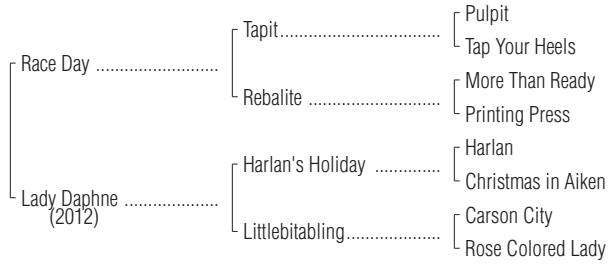 Pulpit
Tapit........................................
Tap Your Heels
Race Day ..............................
More Than Ready
Rebalite .................................
Printing Press
Harlan
Harlan's Holiday ................
Christmas in Aiken
Lady Daphne .......................
(2012)
Carson City
Littlebitabling.......................
Rose Colored Lady